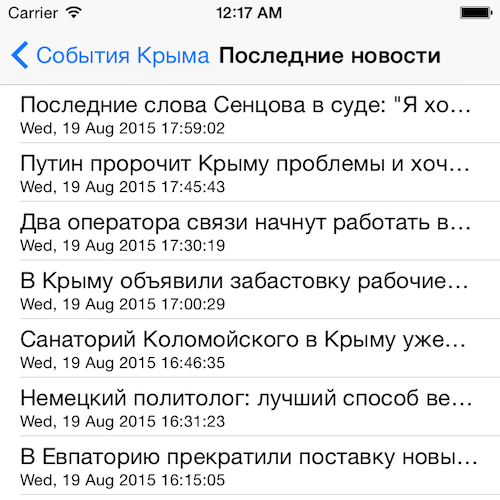 Carrier 12:17 AM
События Крыма Последние новости
Последние слова Сенцова в суде: "Я хо…
Wed, 19 Aug 2015 17:59:02
Путин пророчит Крыму проблемы и хоч…
Wed, 19 Aug 2015 17:45:43
Два оператора связи начнут работать в…
Wed, 19 Aug 2015 17:30:19
В Крыму объявили забастовку рабочие…
Wed, 19 Aug 2015 17:00:29
Санаторий Коломойского в Крыму уже…
Wed, 19 Aug 2015 16:46:35
Немецкий политолог: лучший способ ве…
Wed, 19 Aug 2015 16:31:23
В Евпаторию прекратили поставку новы…
Wed, 19 Aug 2015 16:15:05